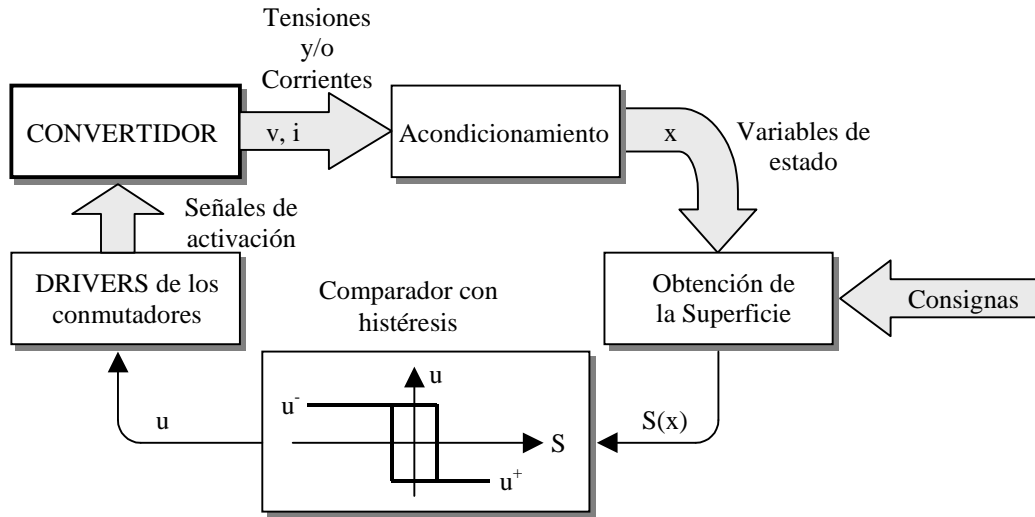 Tensiones
y/o
Corrientes
CONVERTIDOR
v, i
Acondicionamiento
x
Variables de
estado
Señales de
activación
DRIVERS de los
conmutadores
Comparador con
histéresis
Obtención de
la Superficie
Consignas
u
u-
S
u+
u
S(x)